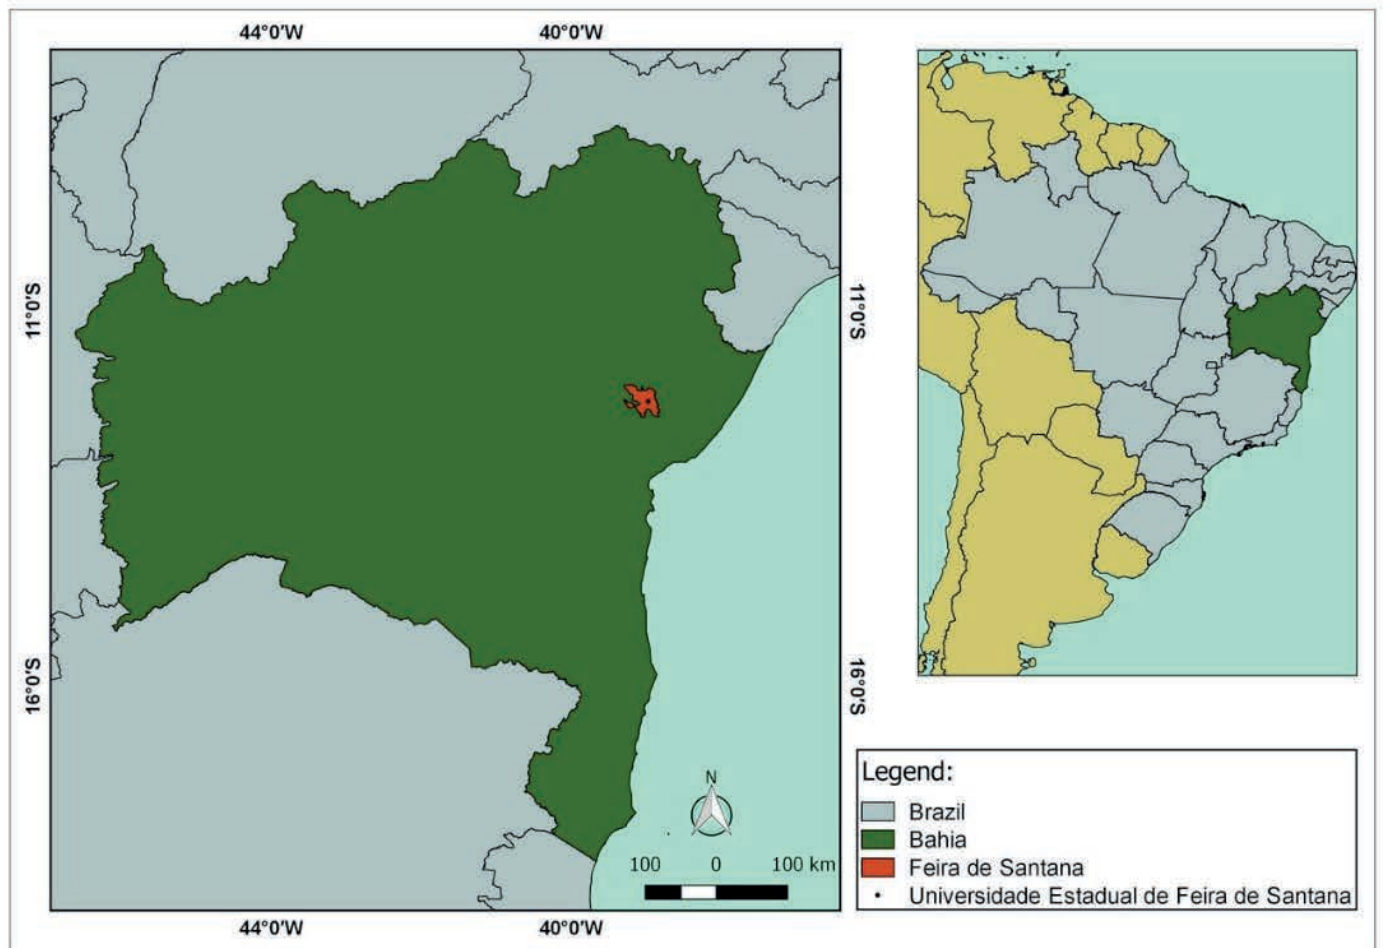 44°0'W 40°0'W
11°0'S 11°0'S
16°0'S 16°0'S
N
100 0 100 km
44°0'W 40°0'W
Legend:
Brazil
Bahia
Feira de Santana
Universidade Estadual de Feira de Santana